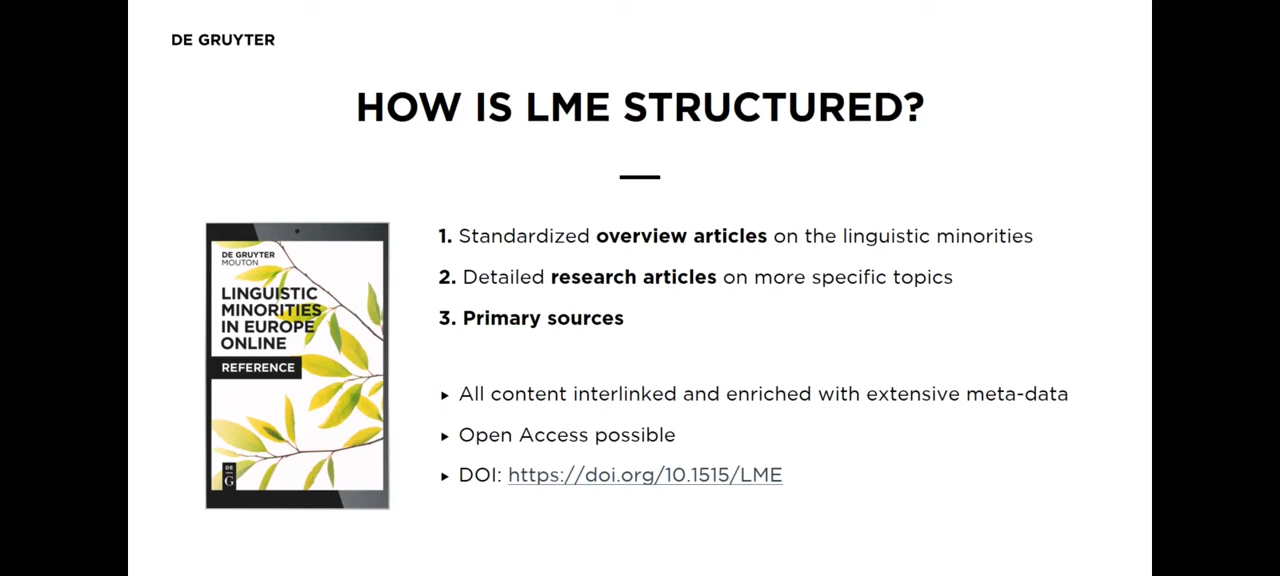 DE GRUYTER
HOW IS LME STRUCTURED?
DE GRUYTER
MOUTON
LINGUISTIC
MINORITIES
IN EUROPE
ONLINE
REFERENCE
DE
G
1. Standardized overview articles on the linguistic minorities
2. Detailed research articles on more specific topics
3. Primary sources
▸ All content interlinked and enriched with extensive meta-data
▸ Open Access possible
▸ DOI: https://doi.org/10.1515/LME